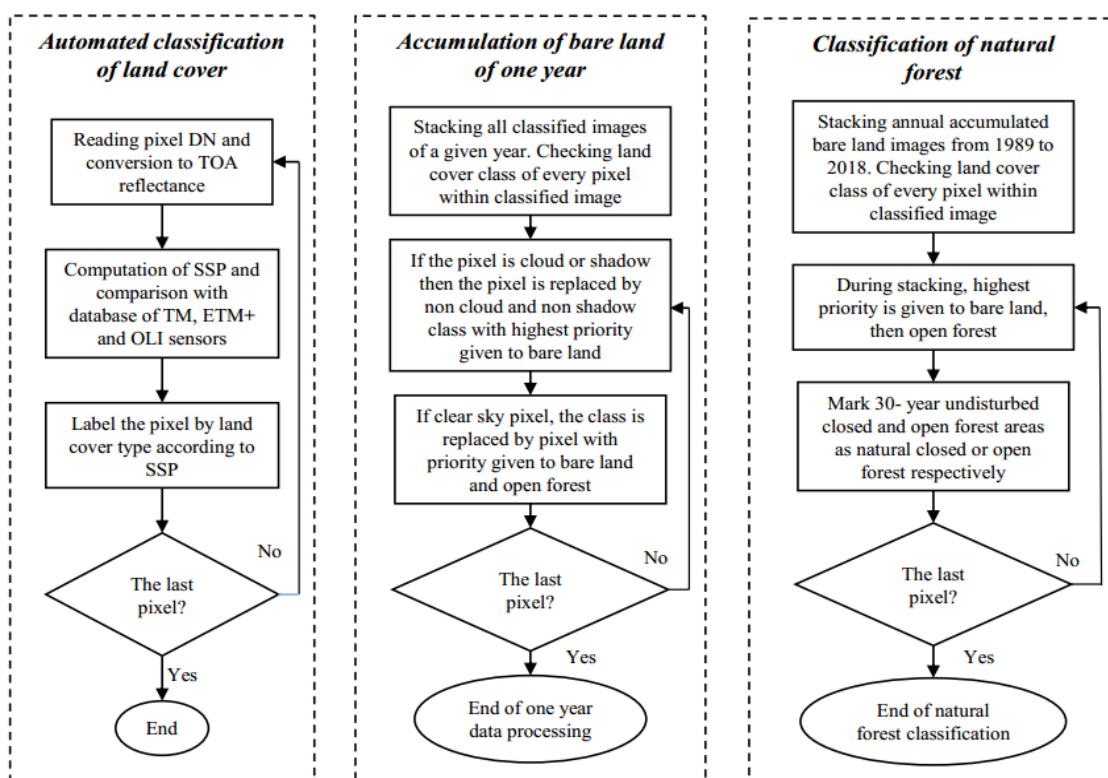 Automated classification
of land cover
Reading pixel DN and
conversion to TOA
reflectance
Computation of SSP and
comparison with
database of TM, ETM+
and OLI sensors
Label the pixel by land
cover type according to
SSP
No
The last
pixel?
Yes
End
Accumulation of bare land
of one year
Stacking all classified images
of a given year. Checking land
cover class of every pixel
within classified image
If the pixel is cloud or shadow
then the pixel is replaced by
non cloud and non shadow
class with highest priority
given to bare land
If clear sky pixel, the class is
replaced by pixel with
priority given to bare land
and open forest
No
The last
pixel?
Yes
End of one year
data processing
Classification of natural
forest
Stacking annual accumulated
bare land images from 1989 to
2018. Checking land cover
class of every pixel within
classified image
During stacking, highest
priority is given to bare land,
then open forest
Mark 30- year undisturbed
closed and open forest areas
as natural closed or open
forest respectively
No
The last
pixel?
Yes
End of natural
forest classification